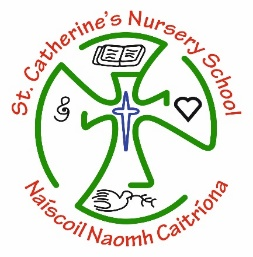 St. Catherine's Nursery School
Naíscoil Naomh Caitríona